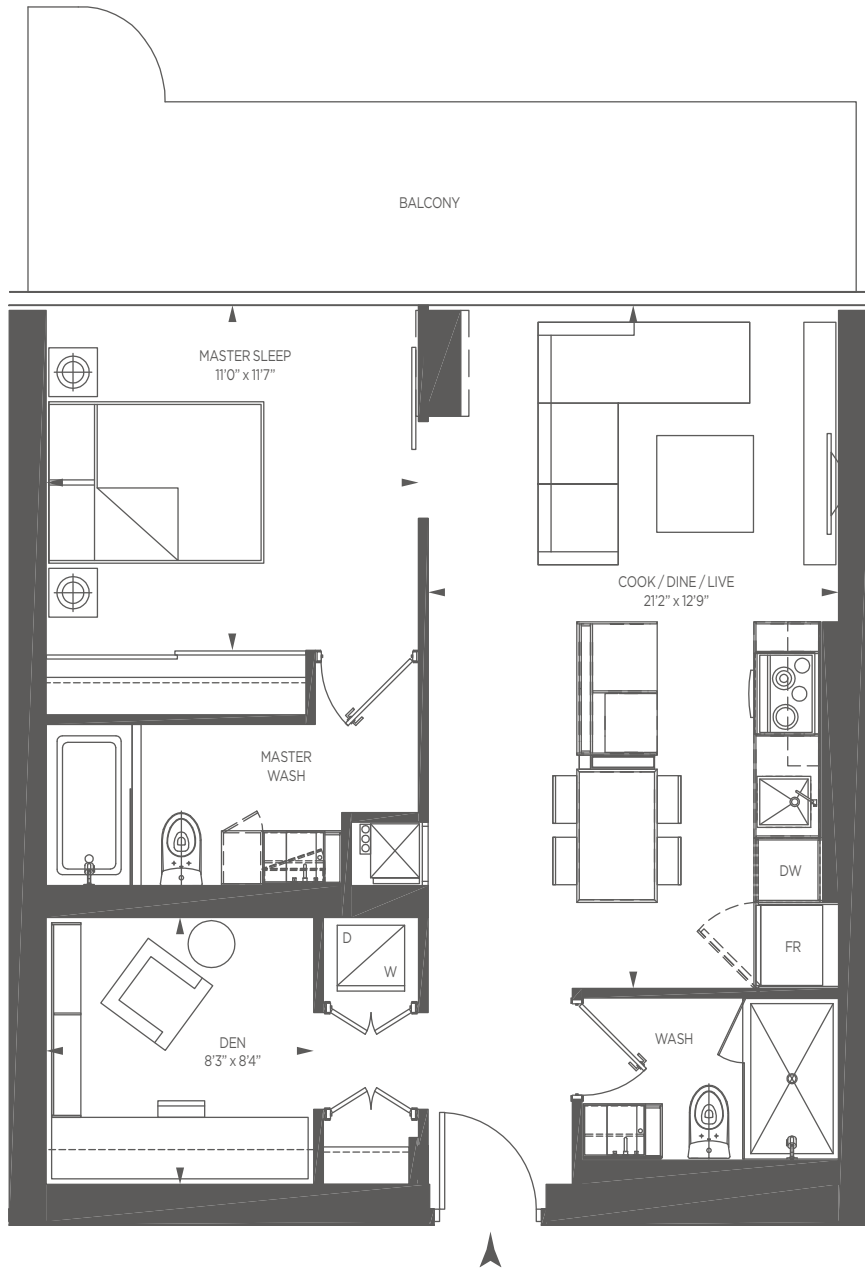 BALCONY
MASTER SLEEP
11’0” x 11’7”
COOK / DINE / LIVE
21’2” x 12’9”
MASTER
WASH
DW
FR
D
W
DEN
8’3” x 8’4”
WASH